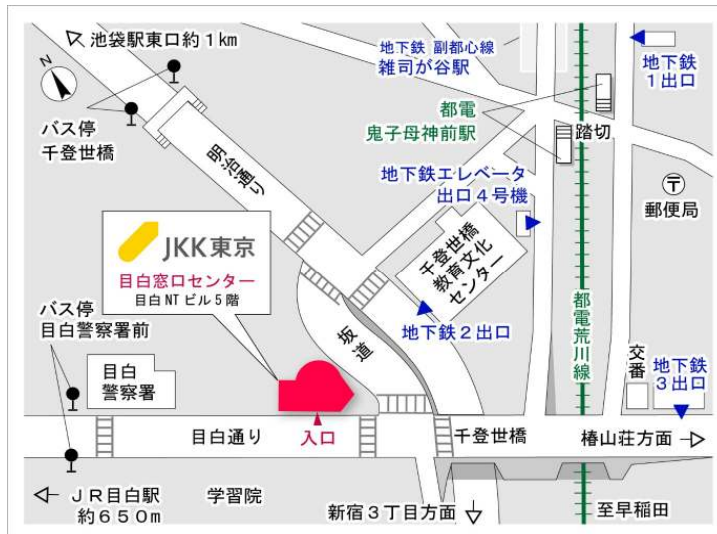 池袋駅東口約1km
N
バス停
千登世橋
明治通り
地下鉄 副都心線
雑司が谷駅
都電
鬼子母神前駅
地下鉄
1出口
踏切
地下鉄エレベータ
出口4号機
〒
郵便局
JKK東京
目白窓口センター
目白NTビル5階
千登世橋
教育文化
センター
地下鉄2出口
坂道
都電荒川線
バス停
目白警察署前
目白
警察署
交番
地下鉄
3出口
目白通り
入口
千登世橋
椿山荘方面
JR目白駅
約650m
学習院
新宿3丁目方面
至早稲田